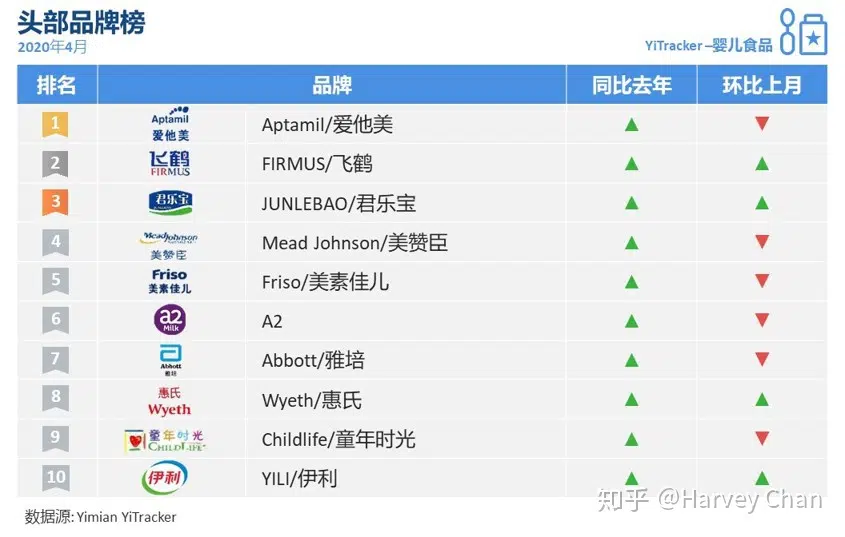 头部品牌榜
2020年4月
YiTracker –婴儿食品
排名 品牌 同比去年 环比上月
1 Aptamil 爱他美 Aptamil/爱他美 ▲ ▼
2 飞鹤 FIRMUS FIRMUS/飞鹤 ▲ ▲
3 君乐宝 JUNLEBAO/君乐宝 ▲ ▲
4 MeadJohnson 美赞臣 Mead Johnson/美赞臣 ▲ ▼
5 Friso 美素佳儿 Friso/美素佳儿 ▲ ▼
6 a2 Milk A2 ▲ ▼
7 Abbott 雅培 Abbott/雅培 ▲ ▼
8 惠氏 Wyeth Wyeth/惠氏 ▲ ▲
9 童年时光 CHILDLIFE Childlife/童年时光 ▲ ▼
10 伊利 YILI/伊利 ▲ ▲
知乎 @Harvey Chan
数据源: Yimian YiTracker